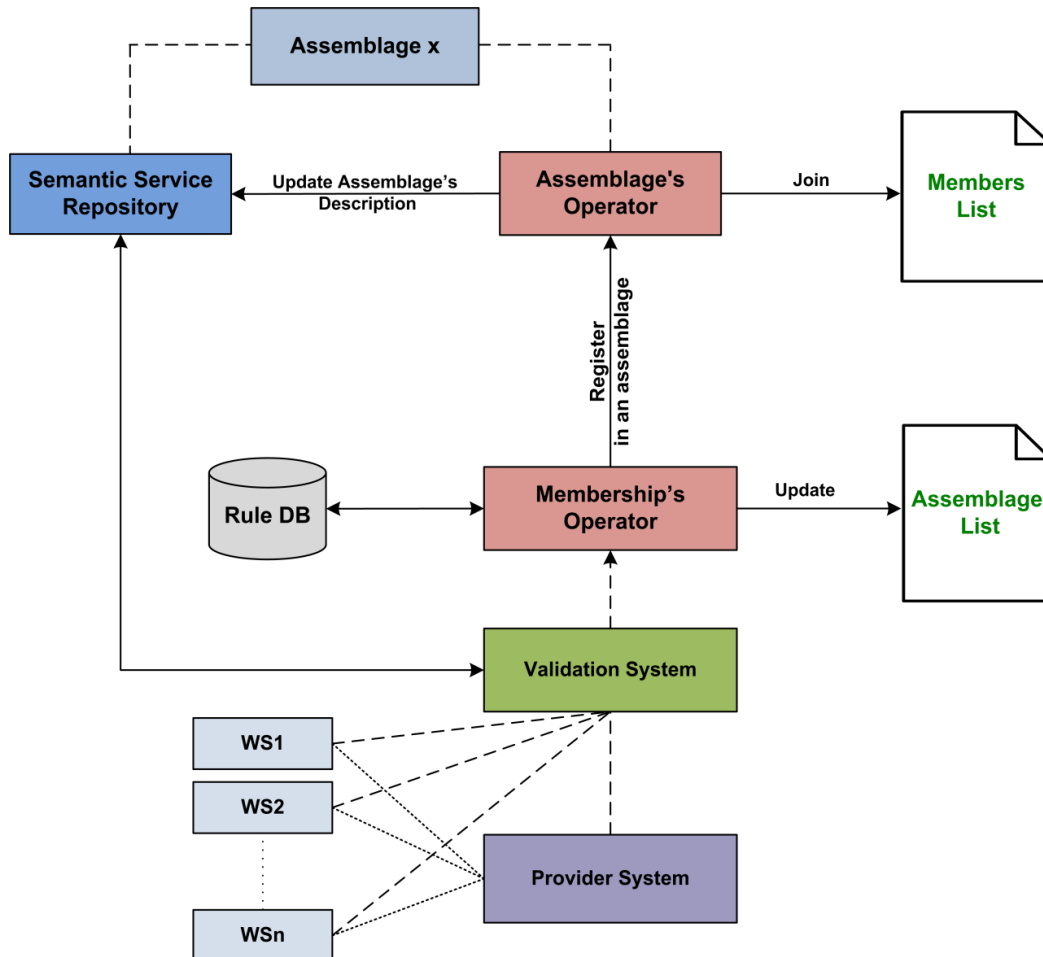 Assemblage x
Semantic Service
Repository
Update Assemblage’s
Description
Assemblage's
Operator
Join
Members
List
Register
in an assemblage
Rule DB
Membership’s
Operator
Update
Assemblage
List
Validation System
WS1
WS2
WSn
Provider System